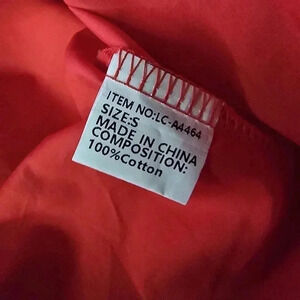 ITEM NO:LC-A4464
SIZE:S
MADE IN CHINA
COMPOSITION:
100%Cotton